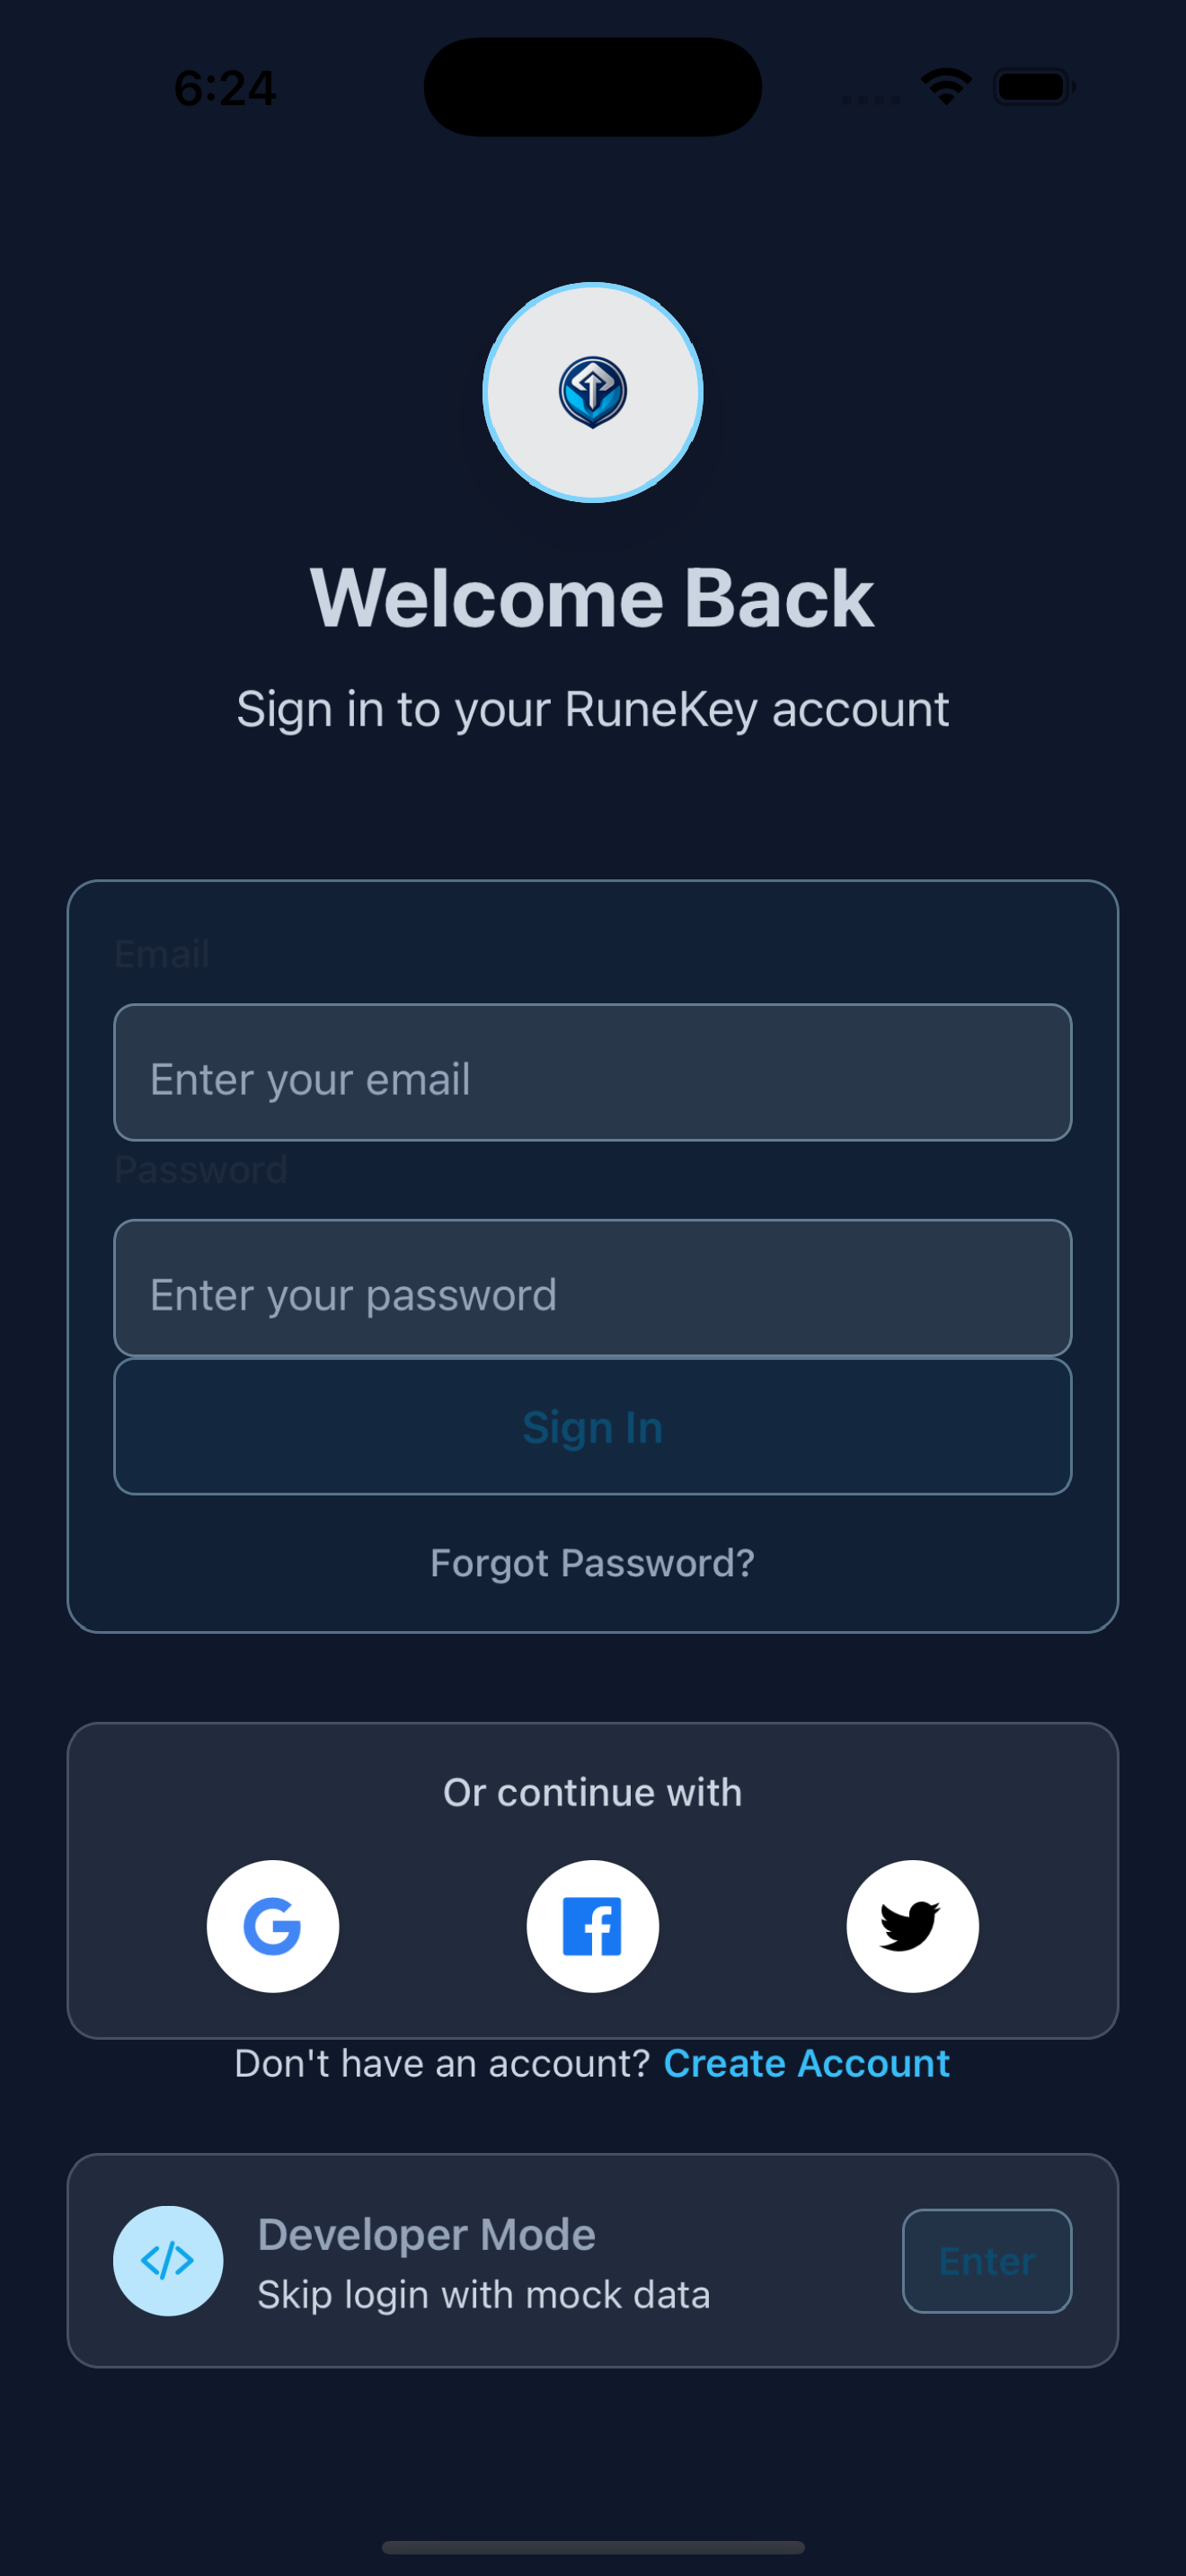 6:24
Welcome Back
Sign in to your RuneKey account
Email
Enter your email
Password
Enter your password
Sign In
Forgot Password?
Or continue with
Don't have an account? Create Account
Developer Mode
Skip login with mock data
Enter